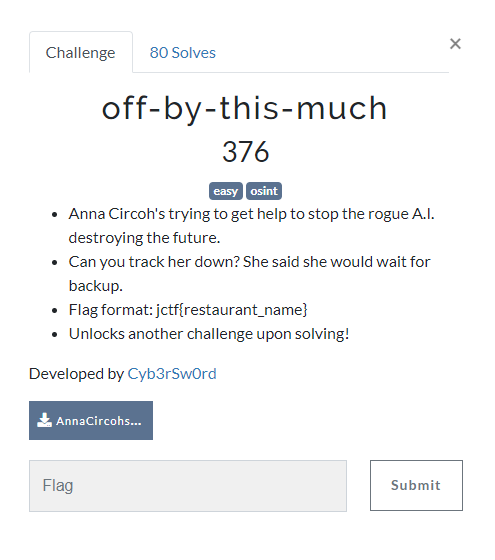 Challenge
80 Solves
×
off-by-this-much
376
easy osint
• Anna Circoh's trying to get help to stop the rogue A.I.
destroying the future.
• Can you track her down? She said she would wait for
backup.
• Flag format: jctf{restaurant_name}
• Unlocks another challenge upon solving!
Developed by Cyb3rSw0rd
AnnaCircohs...
Flag
Submit